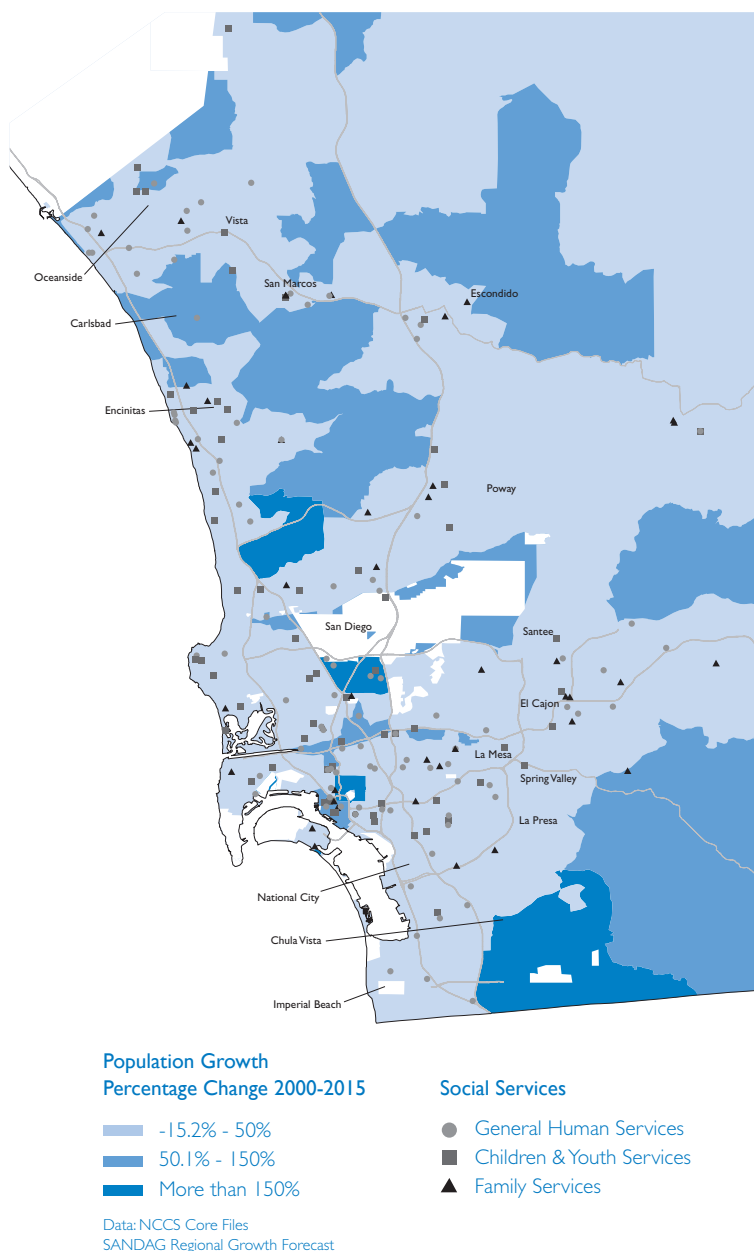 Vista
Oceanside
San Marcos
Escondido
Carlsbad
Encinitas
Poway
San Diego
Santee
El Cajon
La Mesa
Spring Valley
La Presa
National City
Chula Vista
Imperial Beach
Population Growth
Percentage Change 2000-2015
-15.2% - 50%
50.1% - 150%
More than 150%
Data: NCCS Core Files
SANDAG Regional Growth Forecast
Social Services
General Human Services
Children & Youth Services
Family Services